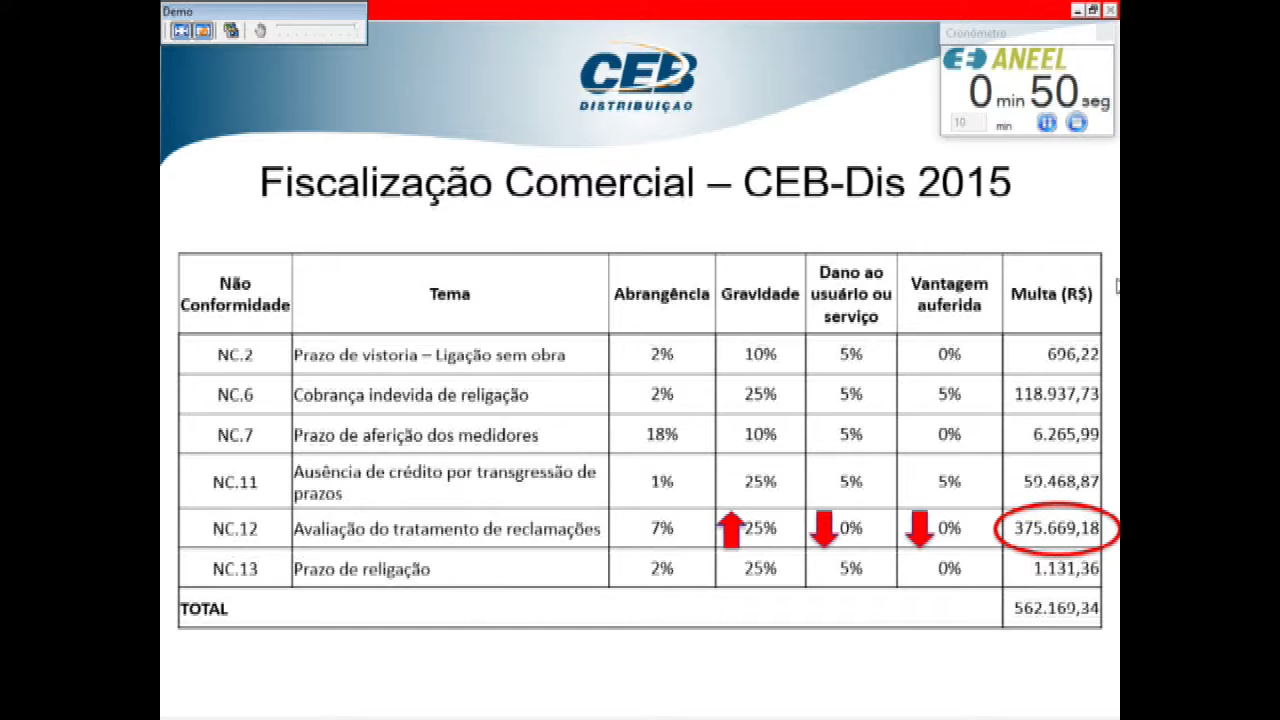 Demo
Cronômetro
ANEEL
0 min 50 seg
10 min
CEB
DISTRIBUIÇÃO
Fiscalização Comercial – CEB-Dis 2015
Não Conformidade Tema Abrangência Gravidade Dano ao usuário ou serviço Vantagem auferida Multa (R$)
NC.2 Prazo de vistoria – Ligação sem obra 2% 10% 5% 0% 696,22
NC.6 Cobrança indevida de religação 2% 25% 5% 5% 118.937,73
NC.7 Prazo de aferição dos medidores 18% 10% 5% 0% 6.265,99
NC.11 Ausência de crédito por transgressão de prazos 1% 25% 5% 5% 59.468,87
NC.12 Avaliação do tratamento de reclamações 7% 25% 0% 0% 375.669,18
NC.13 Prazo de religação 2% 25% 5% 0% 1.131,36
TOTAL 562.169,34